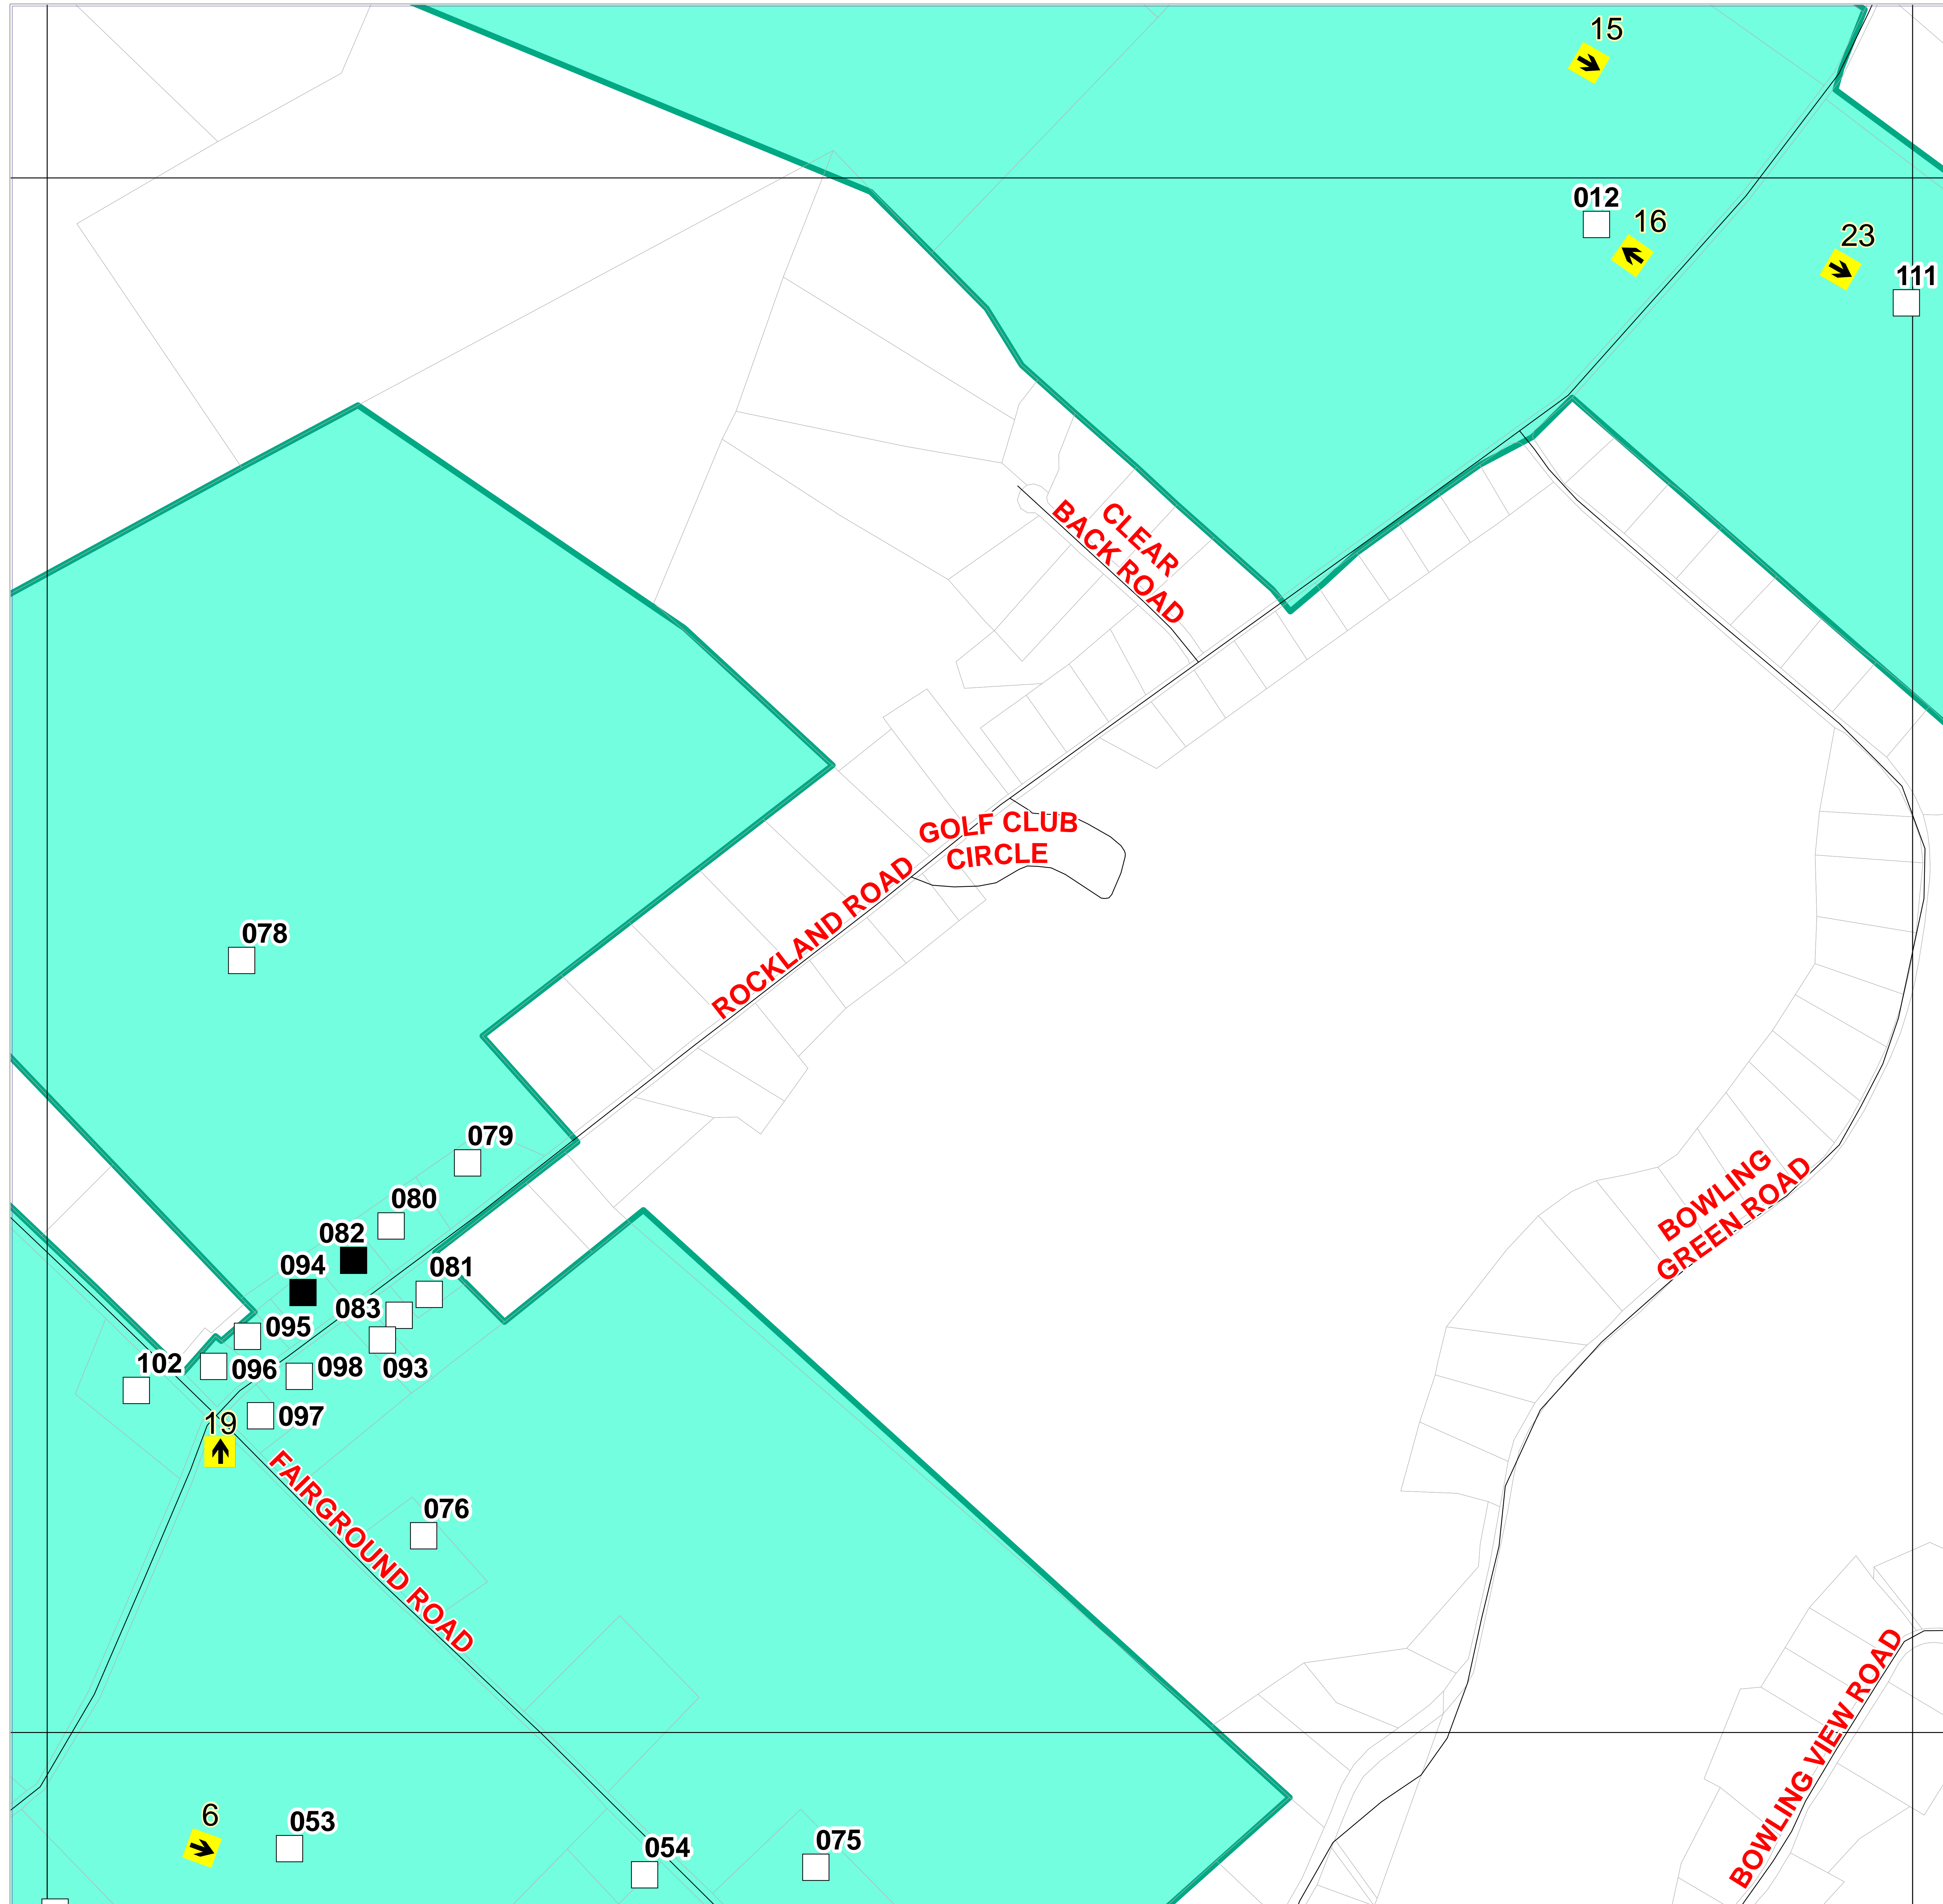 15
012
16
23
111
CLEAR
BACK ROAD
GOLF CLUB
CIRCLE
ROCKLAND ROAD
078
079
080
082
094
081
083
095
093
102
096
098
097
19
BOWLING
GREEN ROAD
FAIRGROUND ROAD
076
BOWLING VIEW ROAD
6
053
054
075